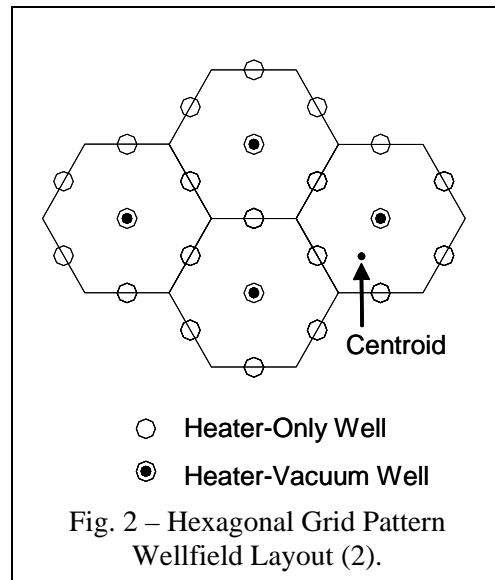 Centroid
Heater-Only Well
Heater-Vacuum Well
Fig. 2 – Hexagonal Grid Pattern
Wellfield Layout (2).